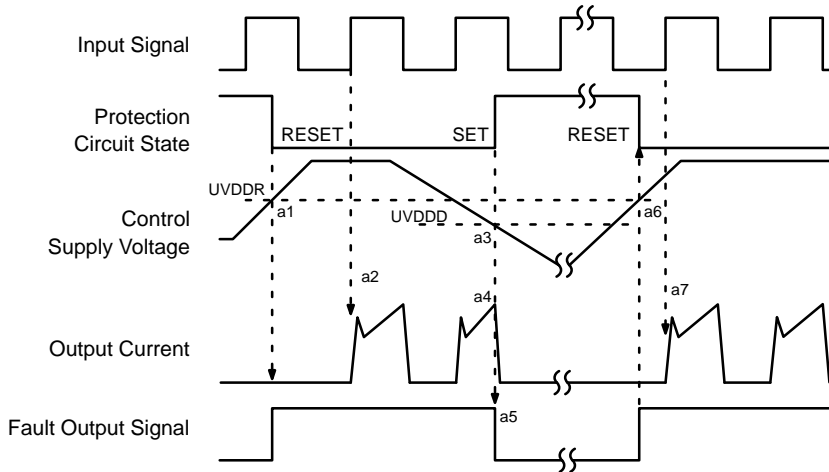 Input Signal
Protection
Circuit State
RESET
SET
RESET
UVDDR
a1
a6
Control
Supply Voltage
UVDDD
a3
a2
a4
a7
Output Current
a5
Fault Output Signal